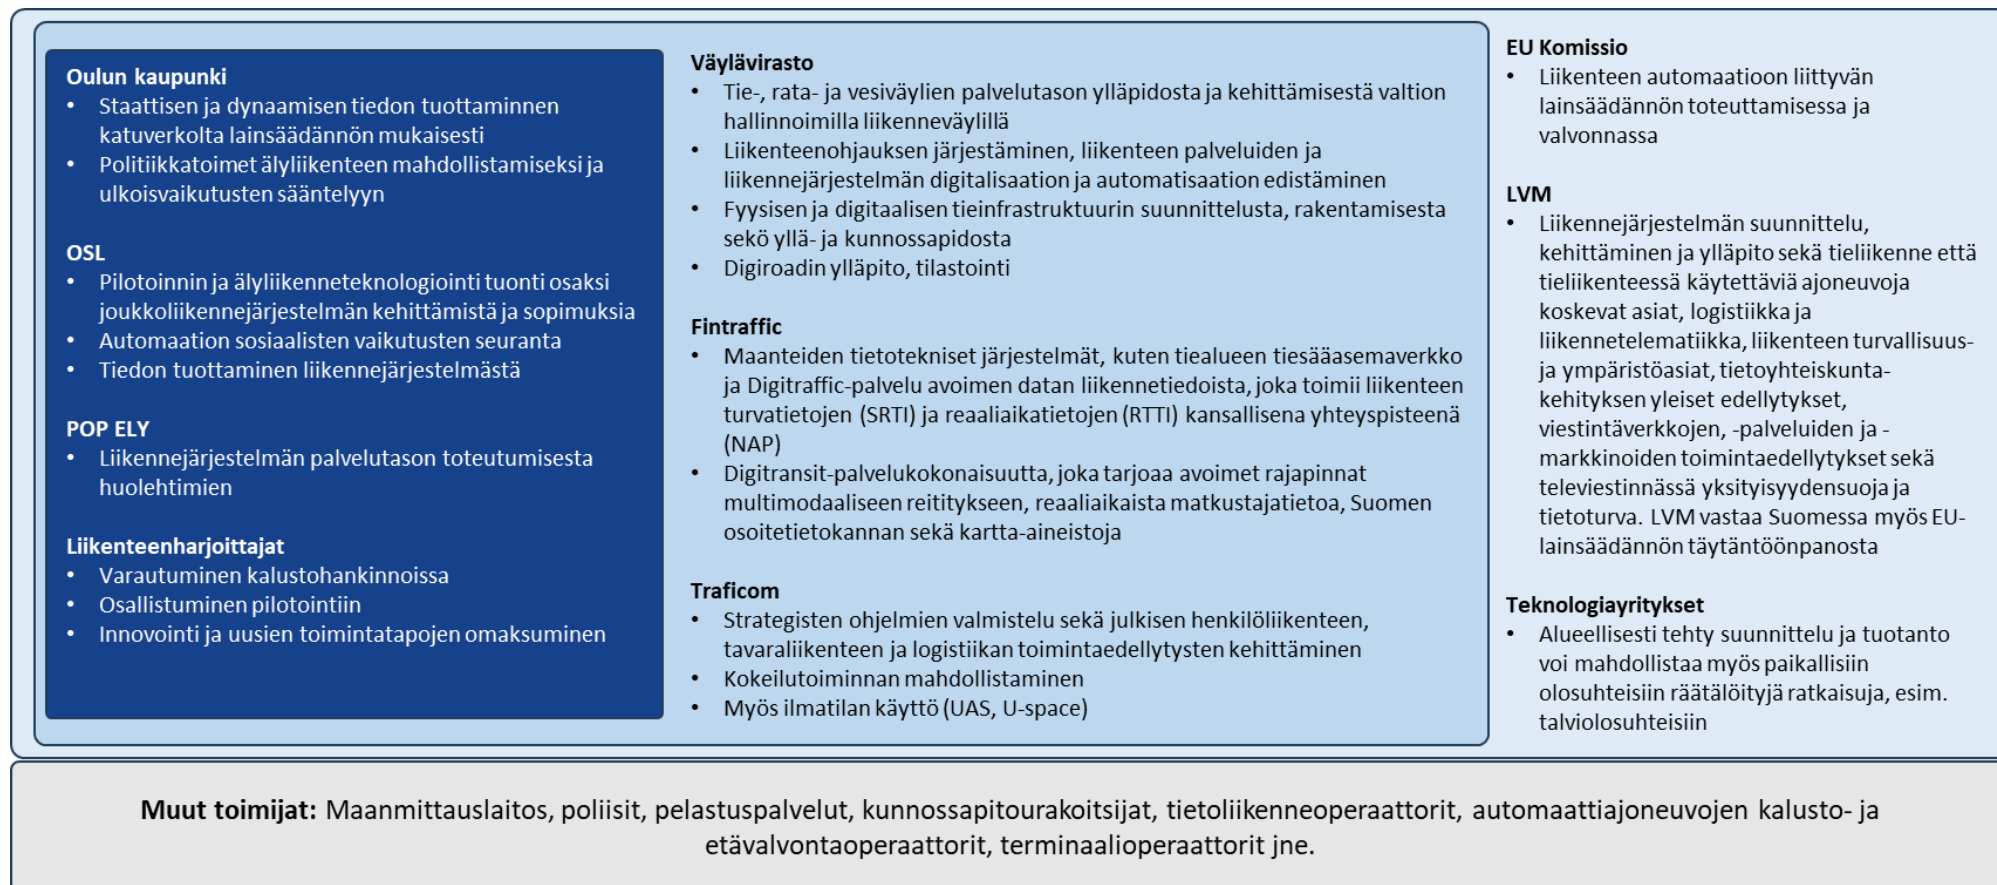 Oulun kaupunki
• Staattisen ja dynaamisen tiedon tuottaminnen
katuverkolta lainsäädännön mukaisesti
• Politiikkatoimet älyliikenteen mahdollistamiseksi ja
ulkoisvaikutusten sääntelyyn
OSL
• Pilotoinnin ja älyliikenneteknologiointi tuonti osaksi
joukkoliikennejärjestelmän kehittämistä ja sopimuksia
• Automaation sosiaalisten vaikutusten seuranta
• Tiedon tuottaminen liikennejärjestelmästä
POP ELY
• Liikennejärjestelmän palvelutason toteutumisesta
huolehtimien
Liikenteenharjoittajat
• Varautuminen kalustohankinnoissa
• Osallistuminen pilotointiin
• Innovointi ja uusien toimintatapojen omaksuminen
Väylävirasto
• Tie-, rata- ja vesiväylien palvelutason ylläpidosta ja kehittämisestä valtion
hallinnoimilla liikenneväylillä
• Liikenteenohjauksen järjestäminen, liikenteen palveluiden ja
liikennejärjestelmän digitalisaation ja automatisaation edistäminen
• Fyysisen ja digitaalisen tieinfrastruktuurin suunnittelusta, rakentamisesta
sekö yllä- ja kunnossapidosta
• Digiroadin ylläpito, tilastointi
Fintraffic
• Maanteiden tietotekniset järjestelmät, kuten tiealueen tiesääasemaverkko
ja Digitraffic-palvelu avoimen datan liikennetiedoista, joka toimii liikenteen
turvatietojen (SRTI) ja reaaliaikatietojen (RTTI) kansallisena yhteyspisteenä
(NAP)
• Digitransit-palvelukokonaisuutta, joka tarjoaa avoimet rajapinnat
multimodaaliseen reititykseen, reaaliaikaista matkustajatietoa, Suomen
osoitetietokannan sekä kartta-aineistoja
Traficom
• Strategisten ohjelmien valmistelu sekä julkisen henkilöliikenteen,
tavaraliikenteen ja logistiikan toimintaedellytysten kehittäminen
• Kokeilutoiminnan mahdollistaminen
• Myös ilmatilan käyttö (UAS, U-space)
EU Komissio
• Liikenteen automaatioon liittyvän
lainsäädännön toteuttamisessa ja
valvonnassa
LVM
• Liikennejärjestelmän suunnittelu,
kehittäminen ja ylläpito sekä tieliikenne että
tieliikenteessä käytettäviä ajoneuvoja
koskevat asiat, logistiikka ja
liikennetelematiikka, liikenteen turvallisuus-
ja ympäristöasiat, tietoyhteiskunta-
kehityksen yleiset edellytykset,
viestintäverkkojen, -palveluiden ja -
markkinoiden toimintaedellytykset sekä
televiestinnässä yksityisyydensuoja ja
tietoturva. LVM vastaa Suomessa myös EU-
lainsäädännön täytäntöönpanosta
Teknologiayritykset
• Alueellisesti tehty suunnittelu ja tuotanto
voi mahdollistaa myös paikallisiin
olosuhteisiin räätälöityjä ratkaisuja, esim.
talviolosuhteisiin
Muut toimijat: Maanmittauslaitos, poliisit, pelastuspalvelut, kunnossapitourakoitsijat, tietoliikenneoperaattorit, automaattiajoneuvojen kalusto- ja
etävalvontaoperaattorit, terminaalioperaattorit jne.